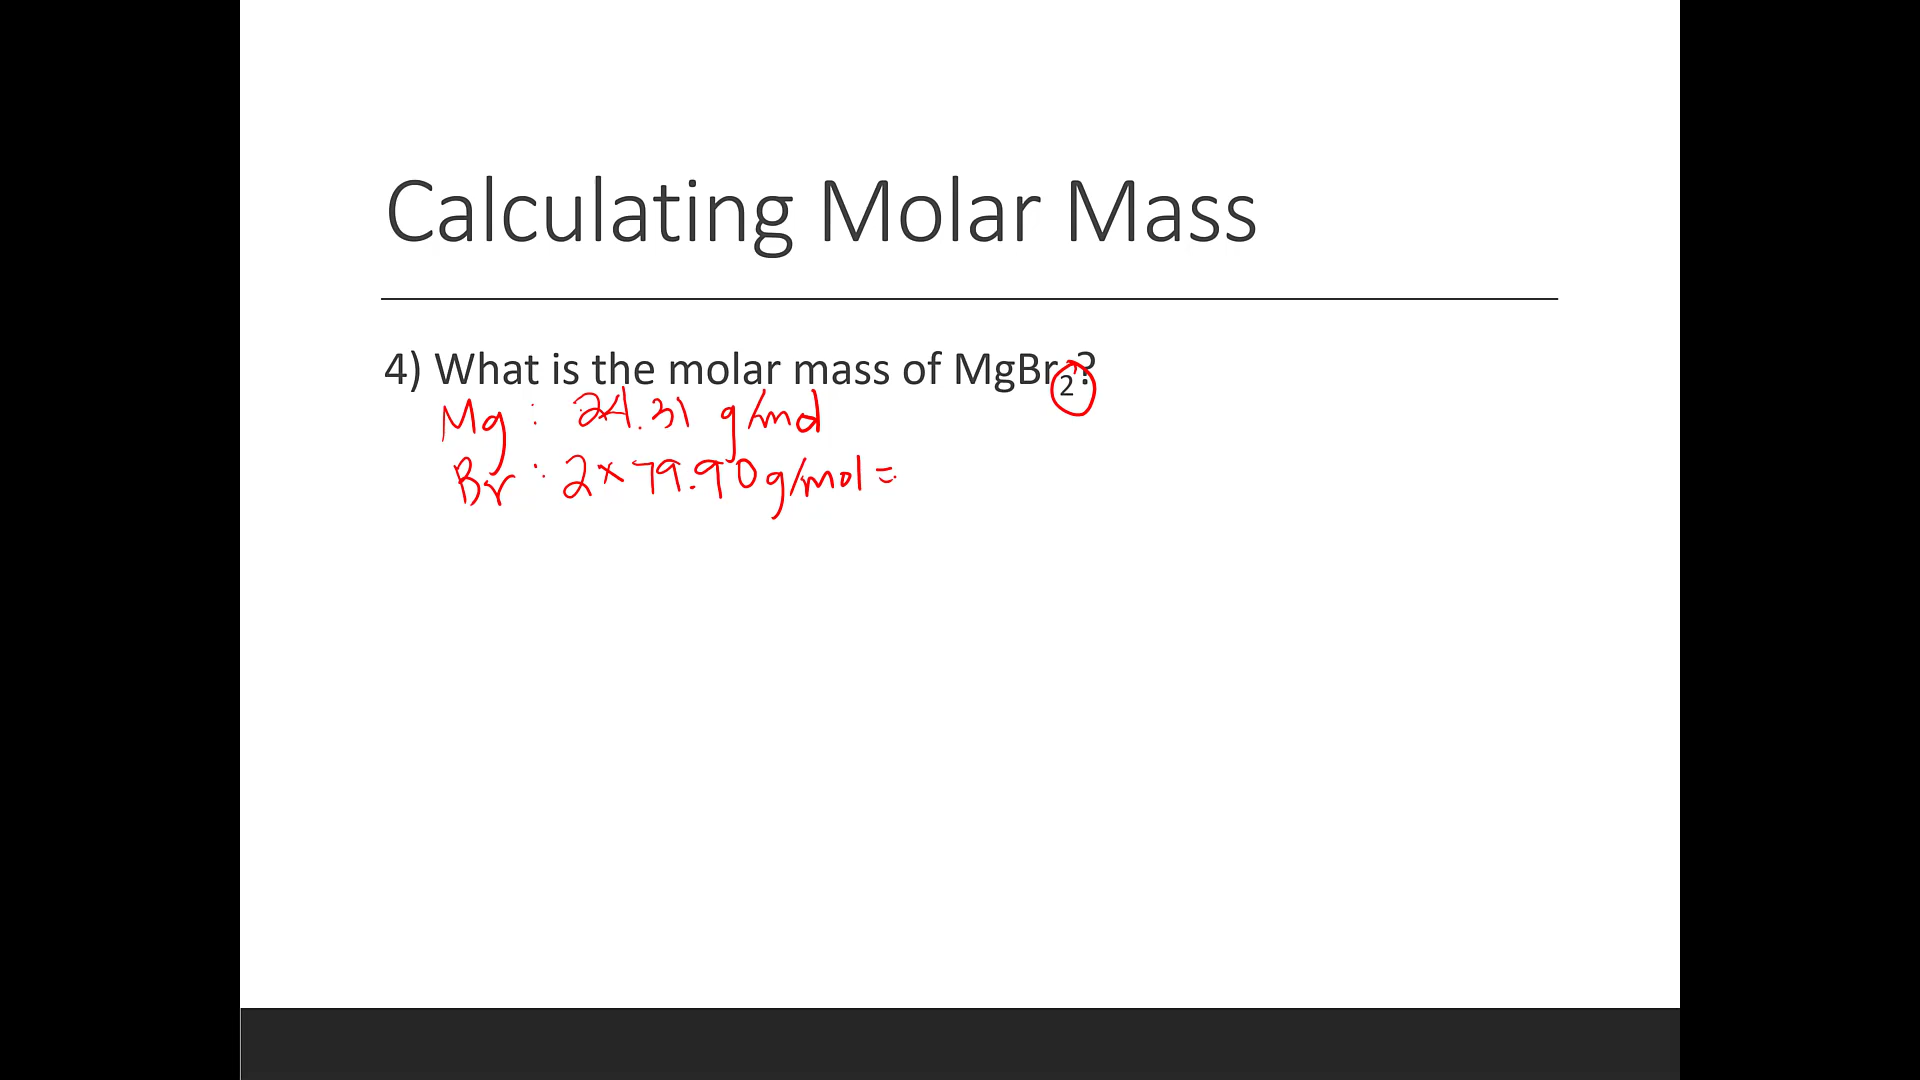 Calculating Molar Mass
4) What is the molar mass of MgBr₂?
Mg : 24.31 g/mol
Br : 2 × 79.90 g/mol =